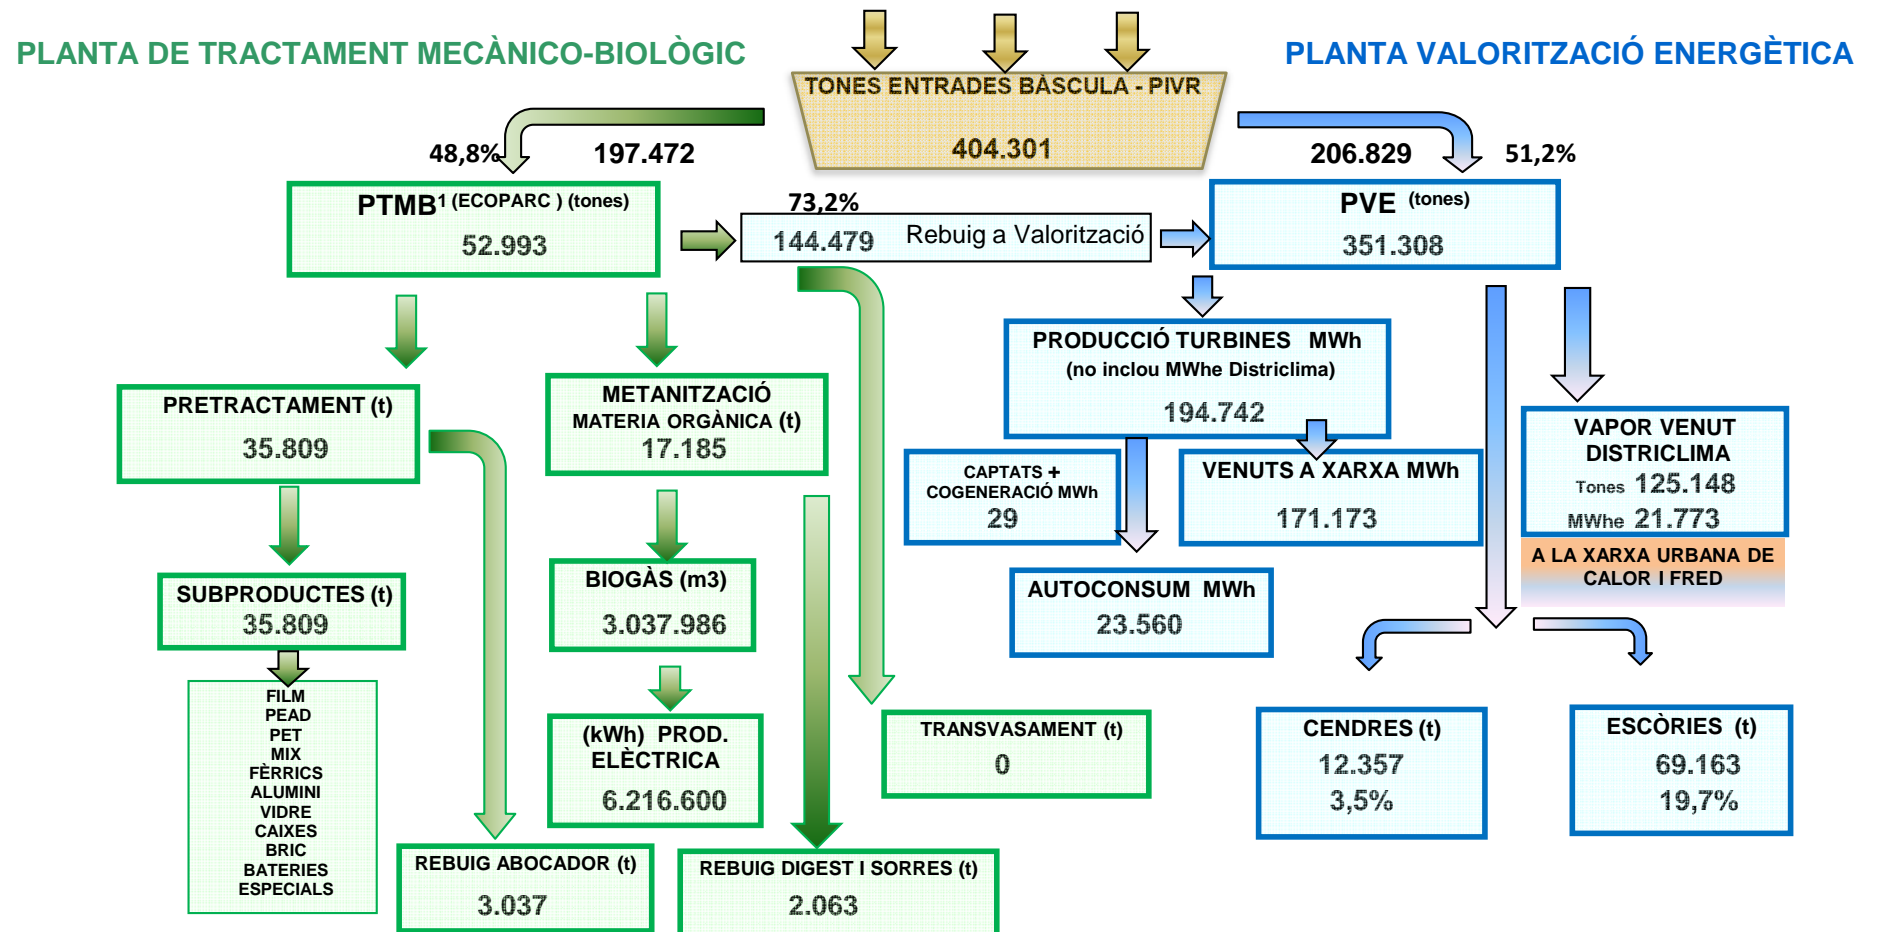 PLANTA DE TRACTAMENT MECÀNICO-BIOLÒGIC
PLANTA VALORITZACIÓ ENERGÈTICA
TONES ENTRADES BÀSCULA - PIVR
404.301
48,8%
197.472
206.829
51,2%
PTMB1 (ECOPARC ) (tones)
52.993
73,2%
144.479 Rebuig a Valorització
PVE (tones)
351.308
PRODUCCIÓ TURBINES MWh
(no inclou MWhe Districlima)
194.742
PRETRACTAMENT (t)
35.809
METANITZACIÓ
MATERIA ORGÀNICA (t)
17.185
CAPTATS +
COGENERACIÓ MWh
29
VENUTS A XARXA MWh
171.173
VAPOR VENUT
DISTRICLIMA
Tones 125.148
MWhe 21.773
A LA XARXA URBANA DE
CALOR I FRED
SUBPRODUCTES (t)
35.809
BIOGÀS (m3)
3.037.986
AUTOCONSUM MWh
23.560
FILM
PEAD
PET
MIX
FÈRRICS
ALUMINI
VIDRE
CAIXES
BRIC
BATERIES
ESPECIALS
(kWh) PROD.
ELÈCTRICA
6.216.600
TRANSVASAMENT (t)
0
CENDRES (t)
12.357
3,5%
ESCÒRIES (t)
69.163
19,7%
REBUIG ABOCADOR (t)
3.037
REBUIG DIGEST I SORRES (t)
2.063